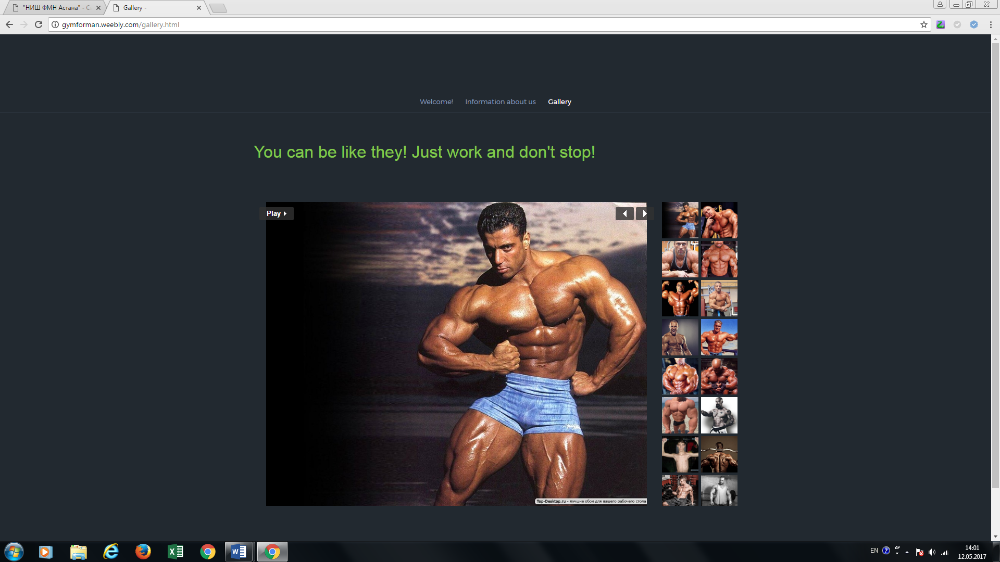 "НИШ ФМН Астана" - С
Gallery -
gymforman.weebly.com/gallery.html
Welcome!
Information about us
Gallery
You can be like they! Just work and don't stop!
Play
Top-Desktop.ru - лучшие обои для вашего рабочего стола
EN
14:01
12.05.2017